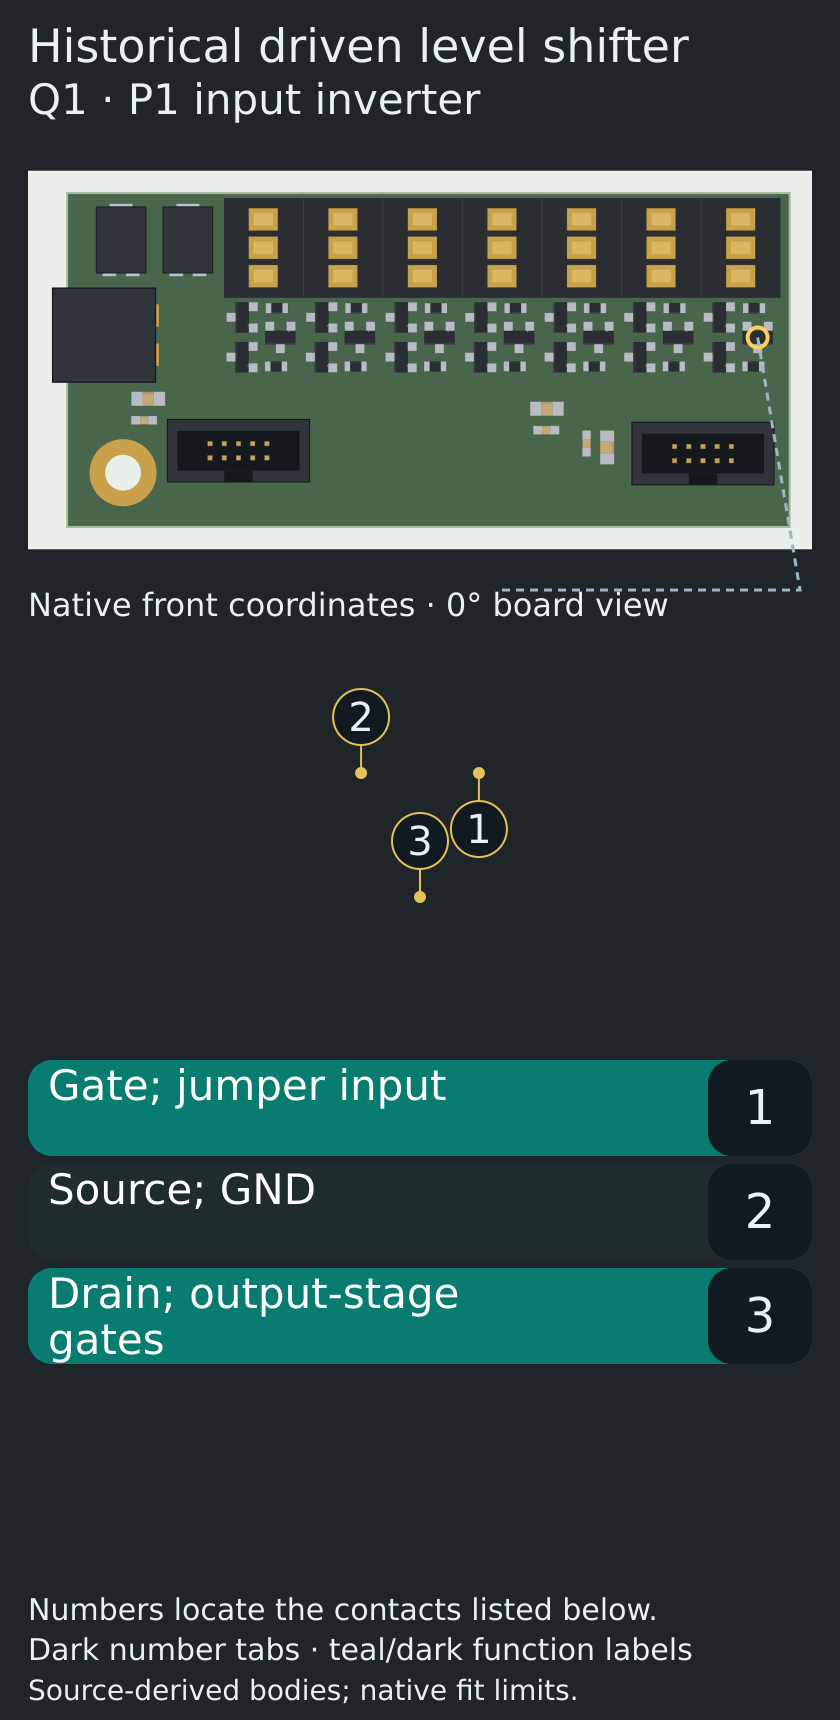 Historical driven level shifter
Q1 · P1 input inverter
Native front coordinates · 0° board view
2
3
1
Gate; jumper input
1
Source; GND
2
Drain; output-stage
gates
3
Numbers locate the contacts listed below.
Dark number tabs · teal/dark function labels
Source-derived bodies; native fit limits.